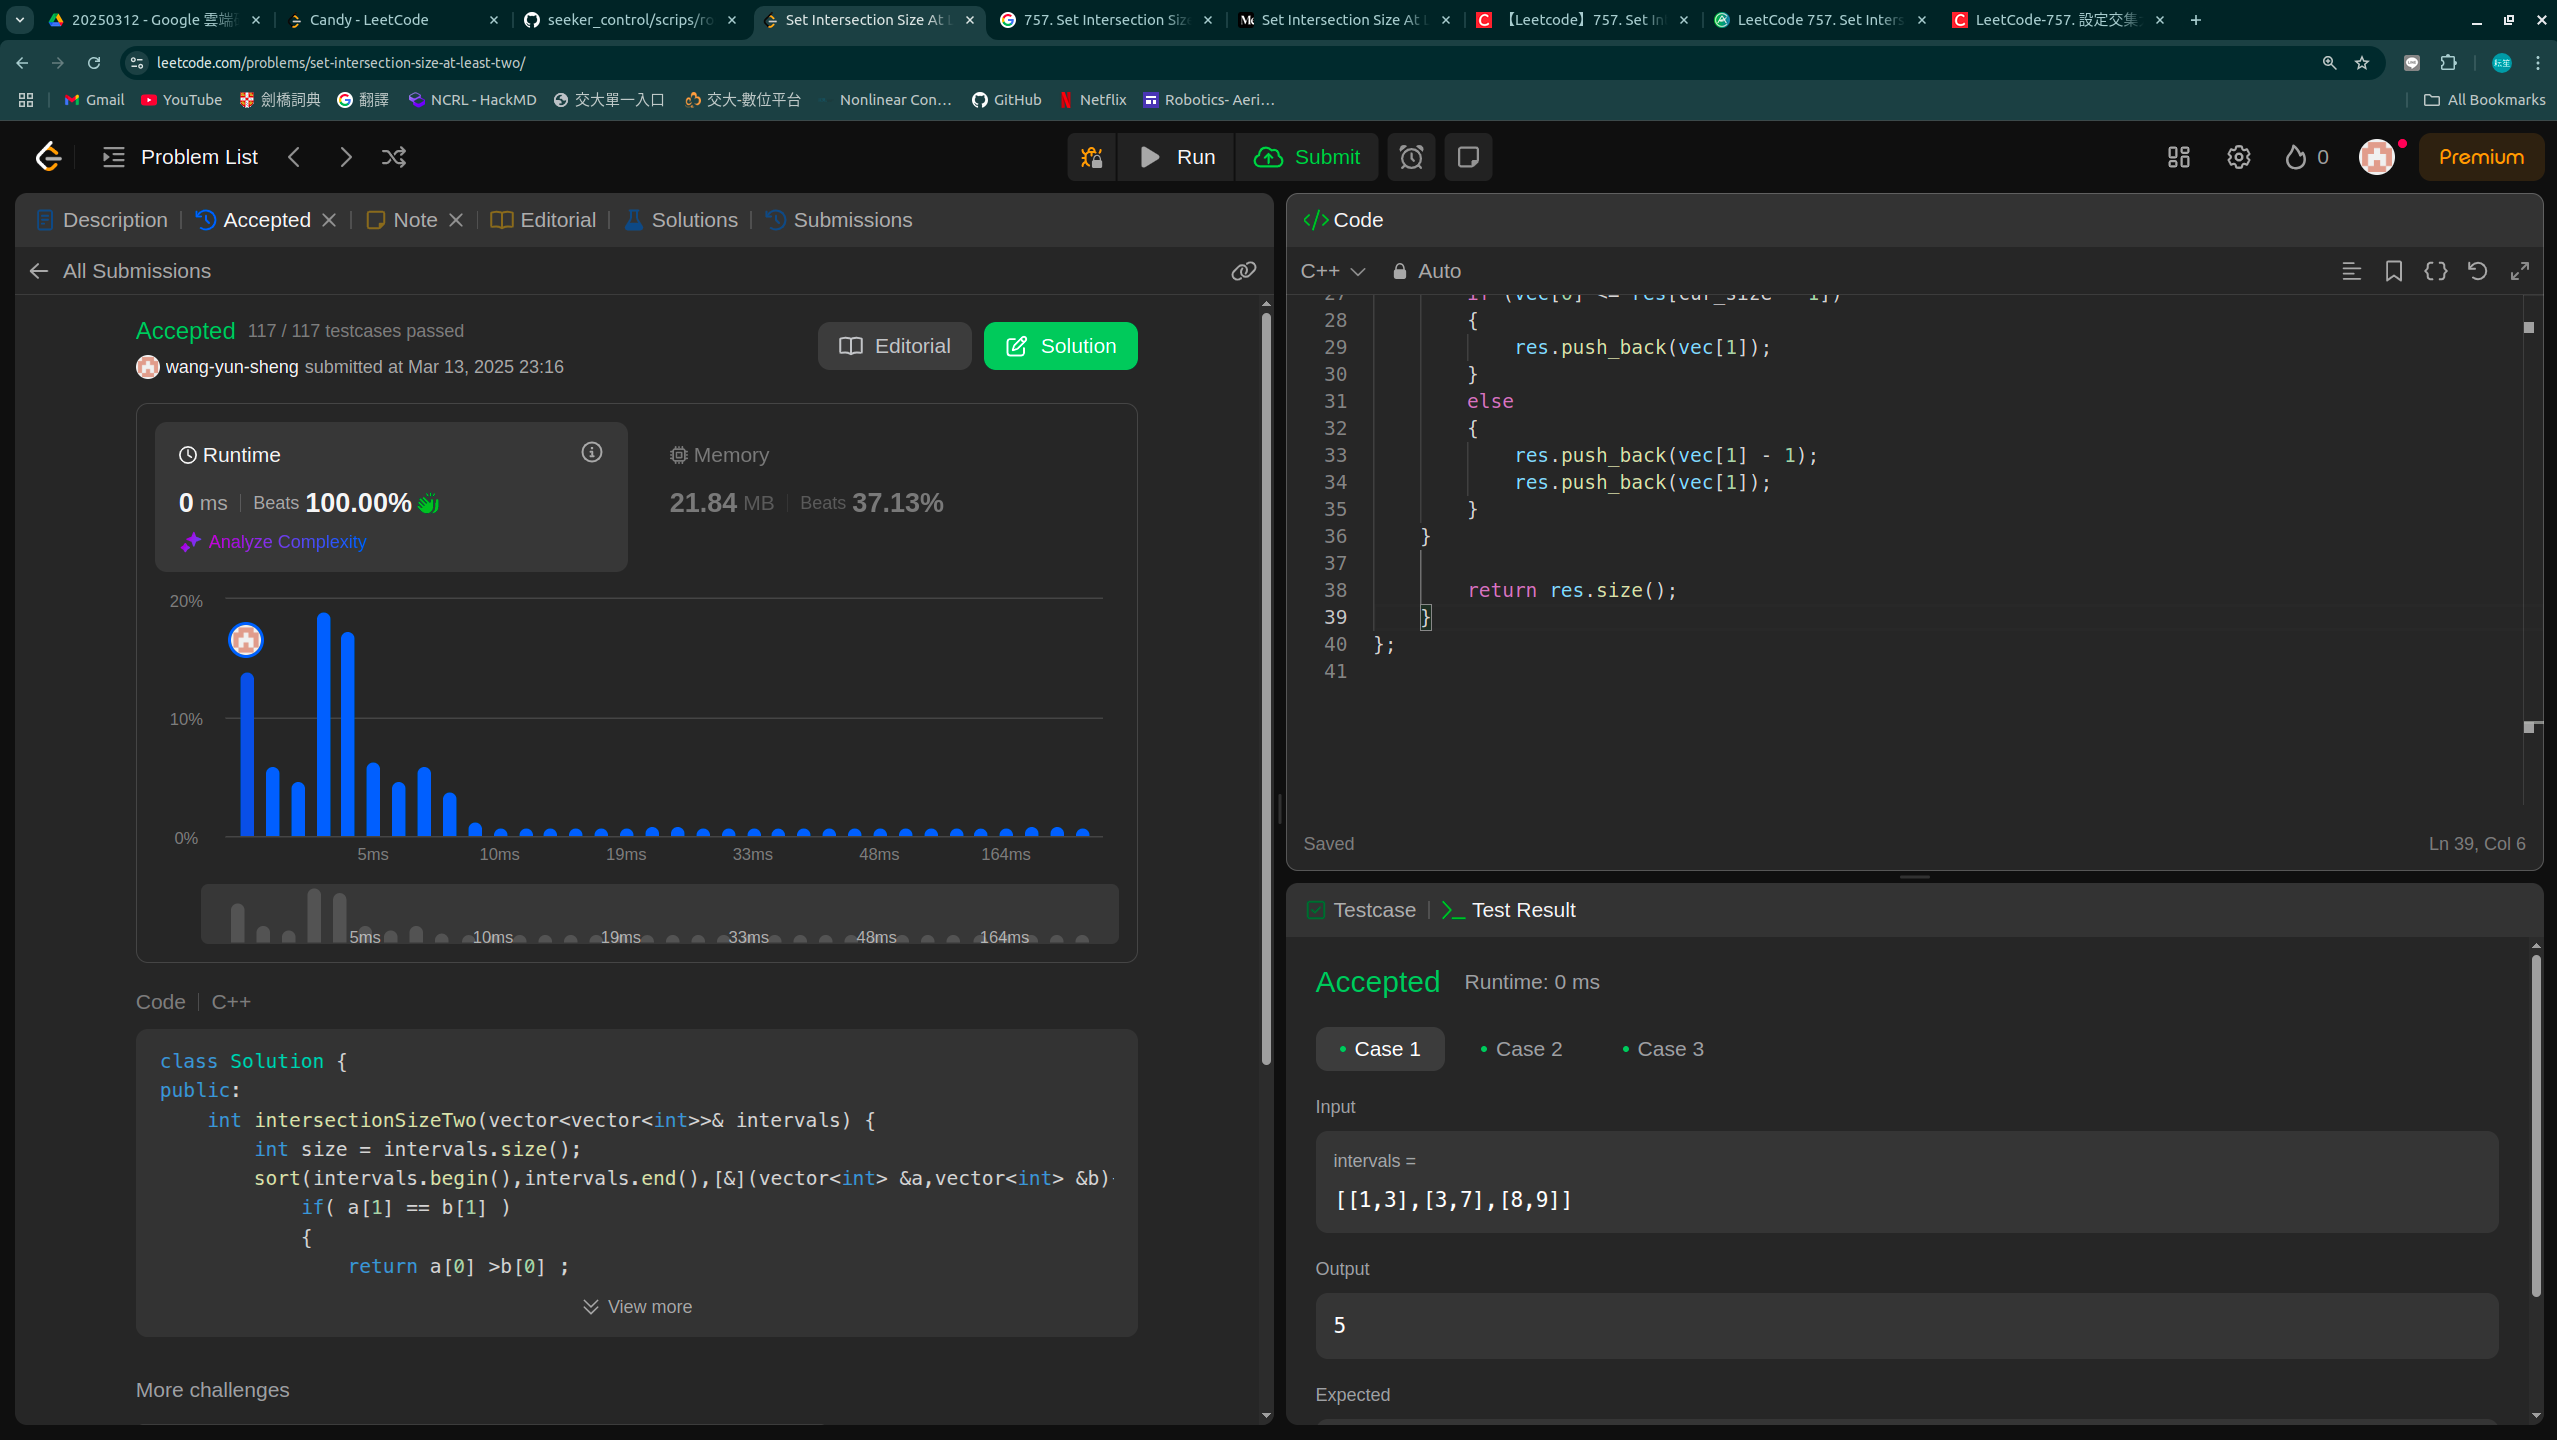 20250312 - Google 雲端
Candy - LeetCode
seeker_control/scrips/ro
Set Intersection Size At L
757. Set Intersection Size
Set Intersection Size At L
【Leetcode】757. Set In
LeetCode 757. Set Inters
LeetCode-757. 設定交集
leetcode.com/problems/set-intersection-size-at-least-two/
Gmail
YouTube
劍橋詞典
翻譯
NCRL - HackMD
交大單一入口
交大-數位平台
Nonlinear Con…
GitHub
Netflix
Robotics- Aeri…
All Bookmarks
Problem List
Run
Submit
0
Premium
Description
Accepted
Note
Editorial
Solutions
Submissions
All Submissions
Accepted 117 / 117 testcases passed
wang-yun-sheng submitted at Mar 13, 2025 23:16
Editorial
Solution
Runtime
0 ms Beats 100.00%
Analyze Complexity
Memory
21.84 MB Beats 37.13%
20%
10%
0%
5ms 10ms 19ms 33ms 48ms 164ms
5ms 10ms 19ms 33ms 48ms 164ms
Code C++
class Solution {
public:
    int intersectionSizeTwo(vector<vector<int>>& intervals) {
        int size = intervals.size();
        sort(intervals.begin(),intervals.end(),[&](vector<int> &a,vector<int> &b)
            if( a[1] == b[1] )
            {
                return a[0] >b[0] ;
View more
More challenges
Code
C++
Auto
27 if (vec[0] <= res[cur_size - 1])
28 {
29 res.push_back(vec[1]);
30 }
31 else
32 {
33 res.push_back(vec[1] - 1);
34 res.push_back(vec[1]);
35 }
36 }
37
38 return res.size();
39 }
40 };
41
Saved
Ln 39, Col 6
Testcase
Test Result
Accepted Runtime: 0 ms
Case 1
Case 2
Case 3
Input
intervals =
[[1,3],[3,7],[8,9]]
Output
5
Expected